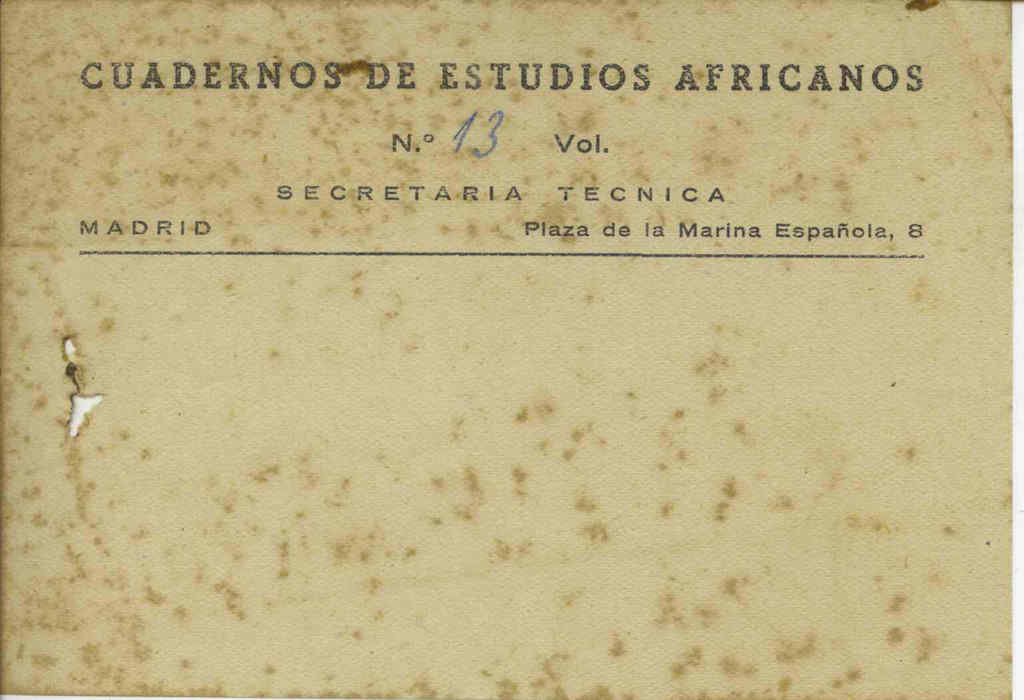 CUADERNOS DE ESTUDIOS AFRICANOS
N.º 13 Vol.
SECRETARIA TECNICA
MADRID Plaza de la Marina Española, 8